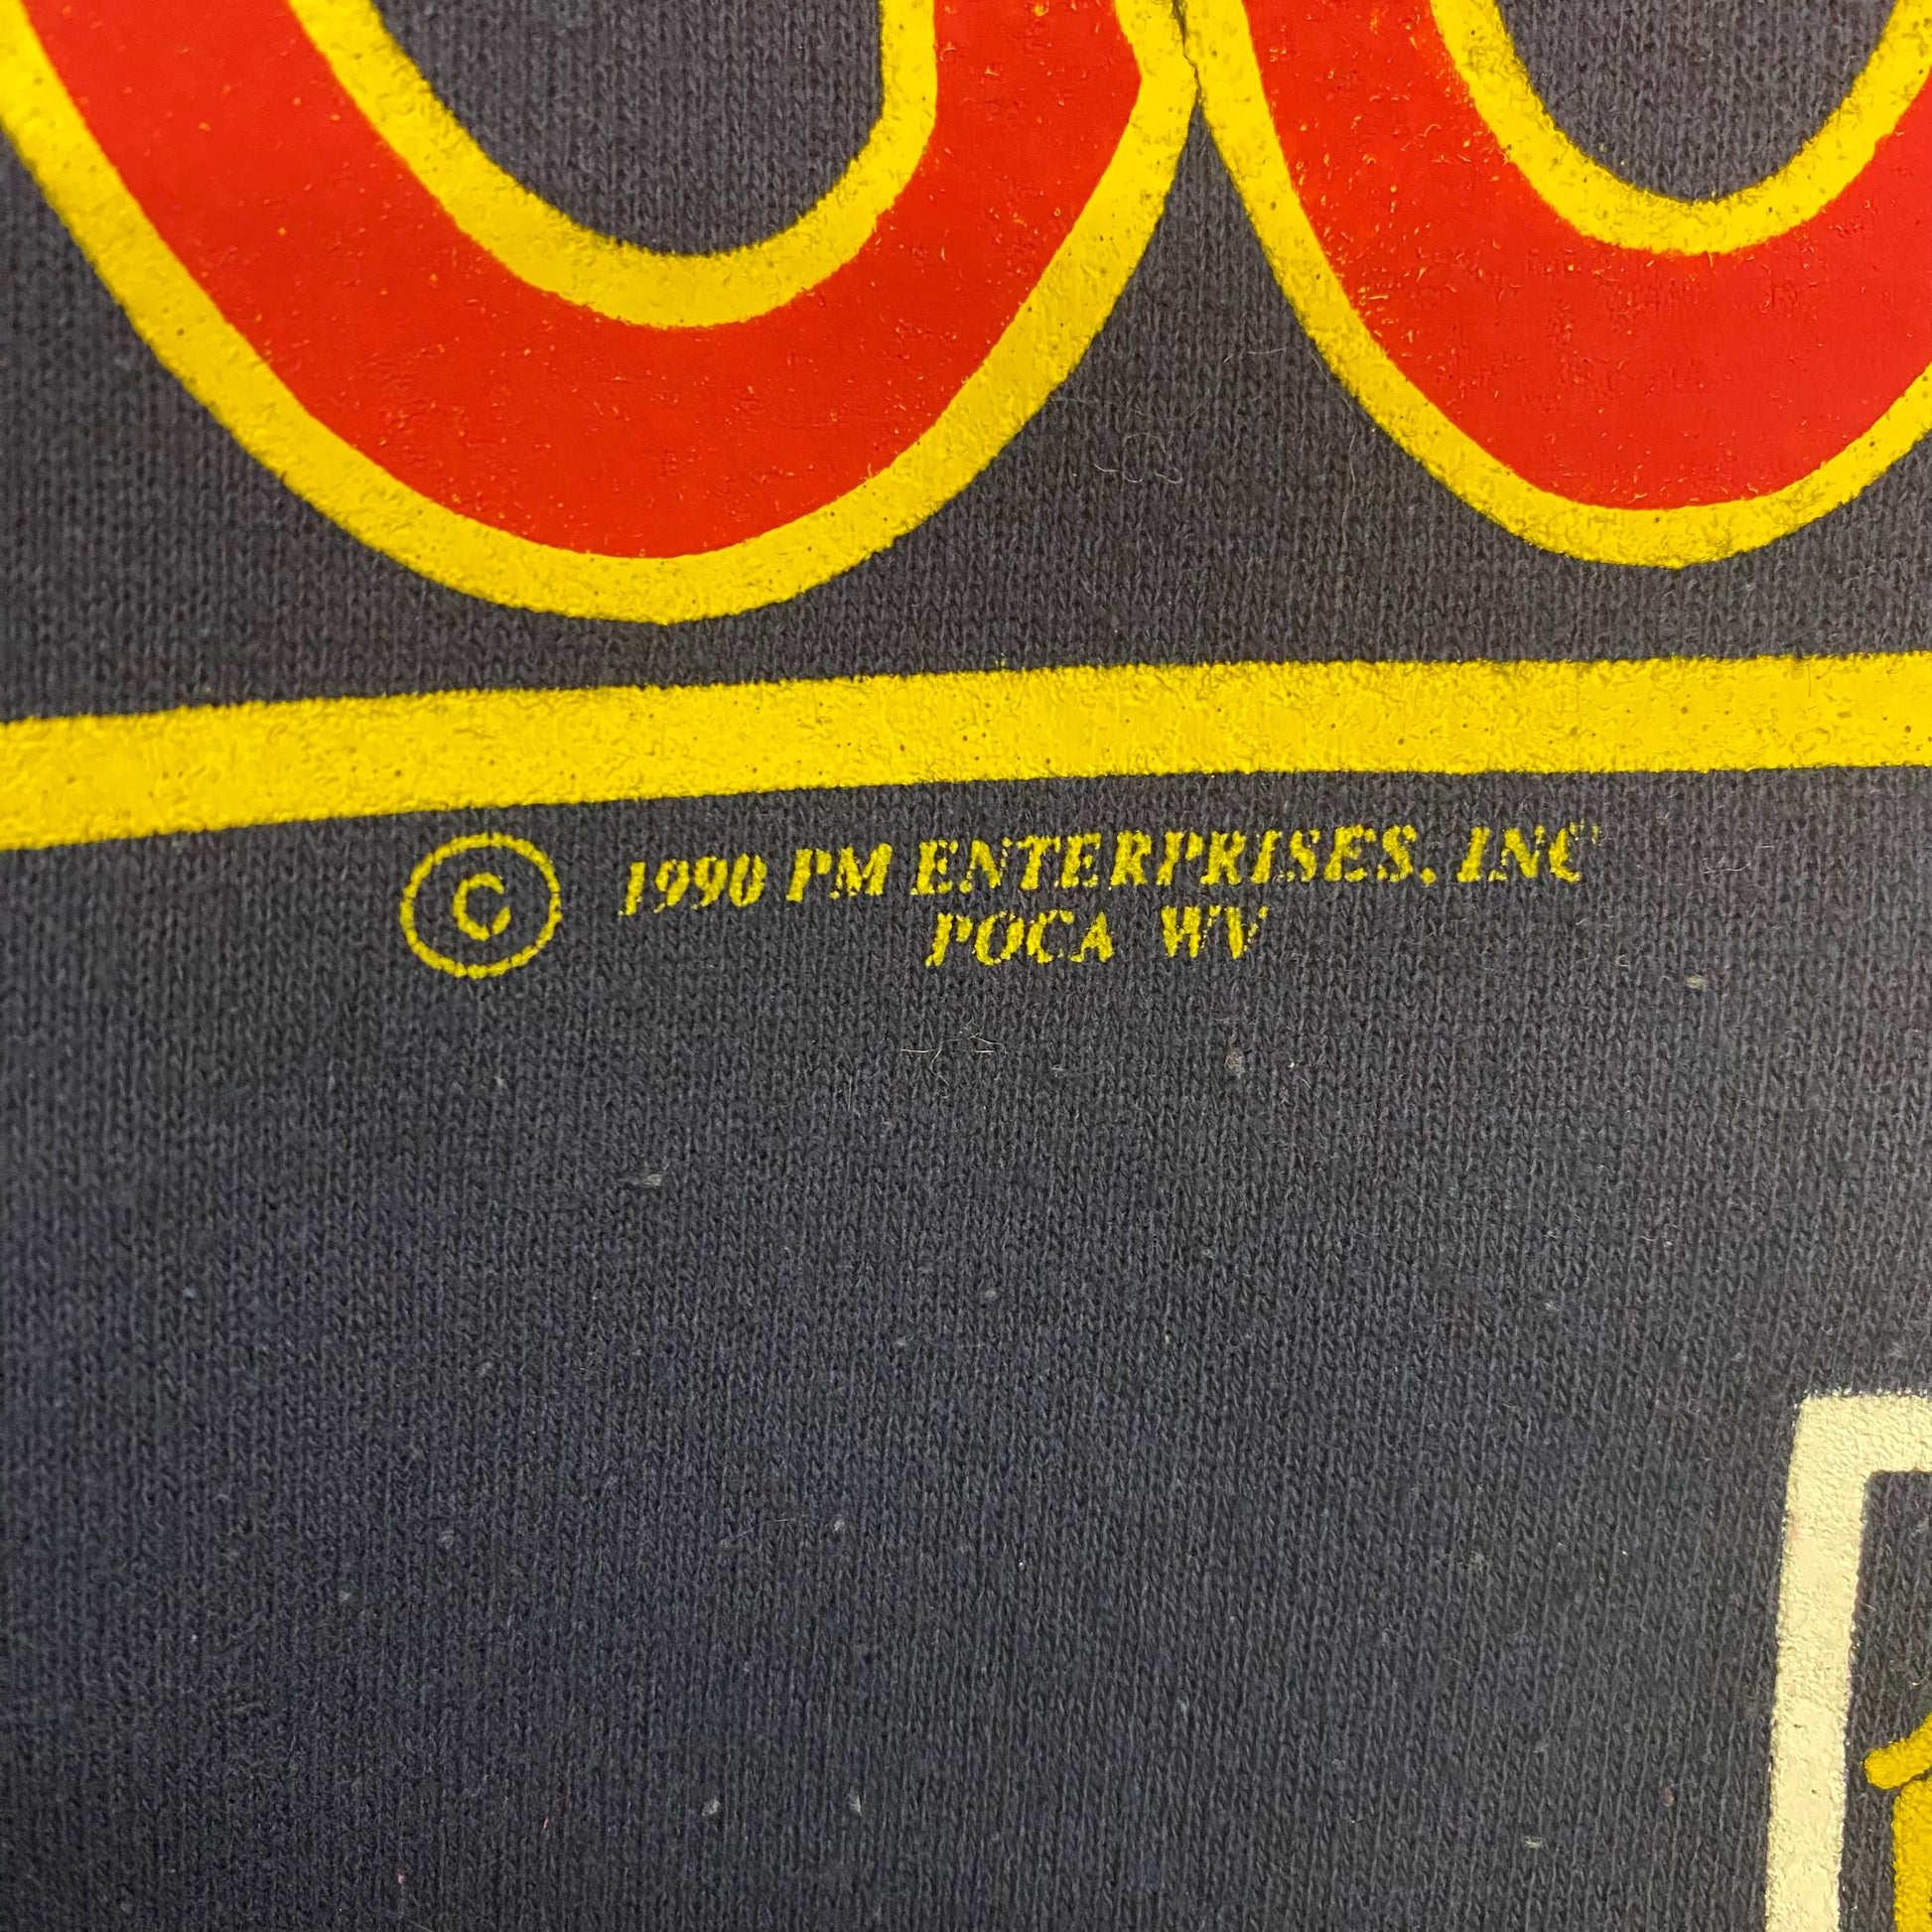 © 1990 PM ENTERPRISES, INC
POCA WV